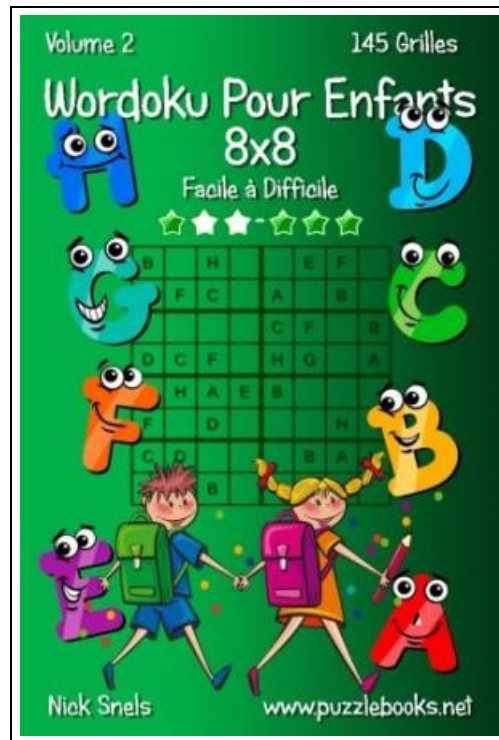 Volume 2 145 Grilles
Wordoku Pour Enfants
8x8
Facile à Difficile
H D
B H E F
G F C A B C
C F B
D C F H G A
F H A E B B
F D H
C D B A
B
E A
Nick Snels www.puzzlebooks.net